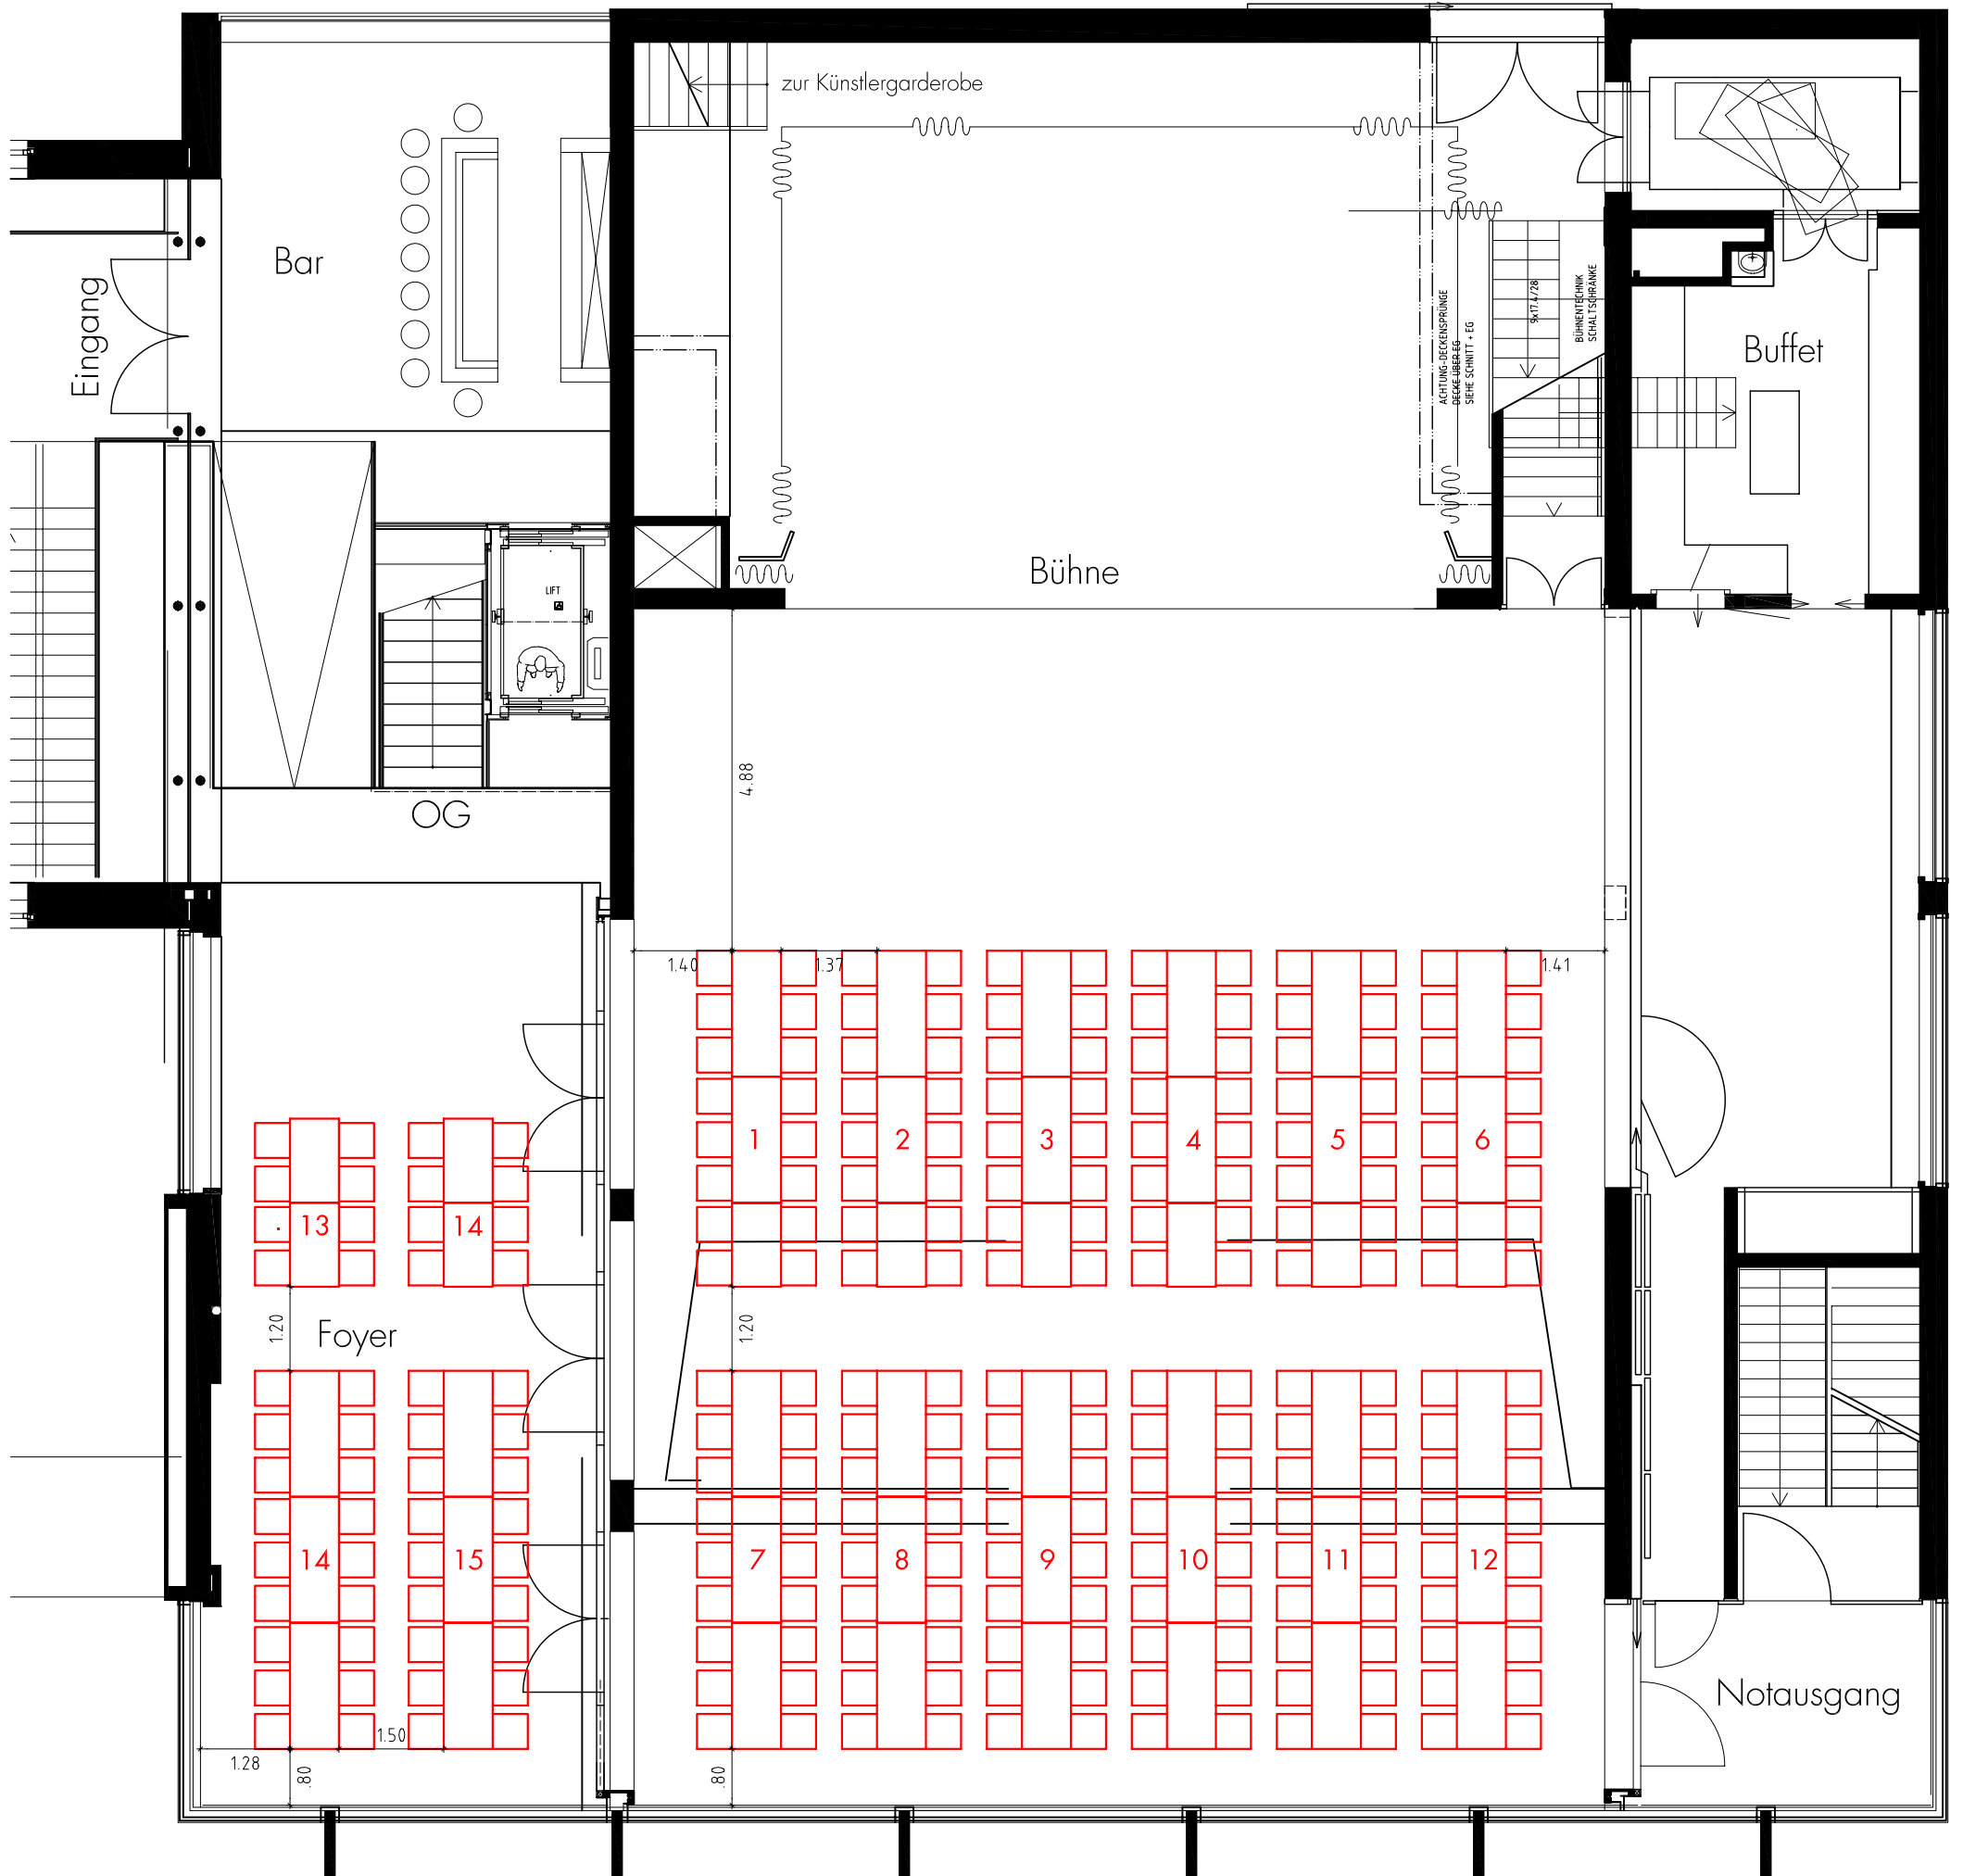 zur Künstlergarderobe
Bar
Eingang
ACHTUNG-DECKENSPRÜNGE
DECKE ÜBER EG
SIEHE SCHNITT + EG
9x17.4/28
BÜHNENTECHNIK
SCHALTSCHRÄNKE
Buffet
Bühne
LIFT
4.88
OG
1.40
1.37
1.41
1
2
3
4
5
6
13
14
1.20
Foyer
1.20
14
15
7
8
9
10
11
12
Notausgang
1.28
.80
1.50
.80